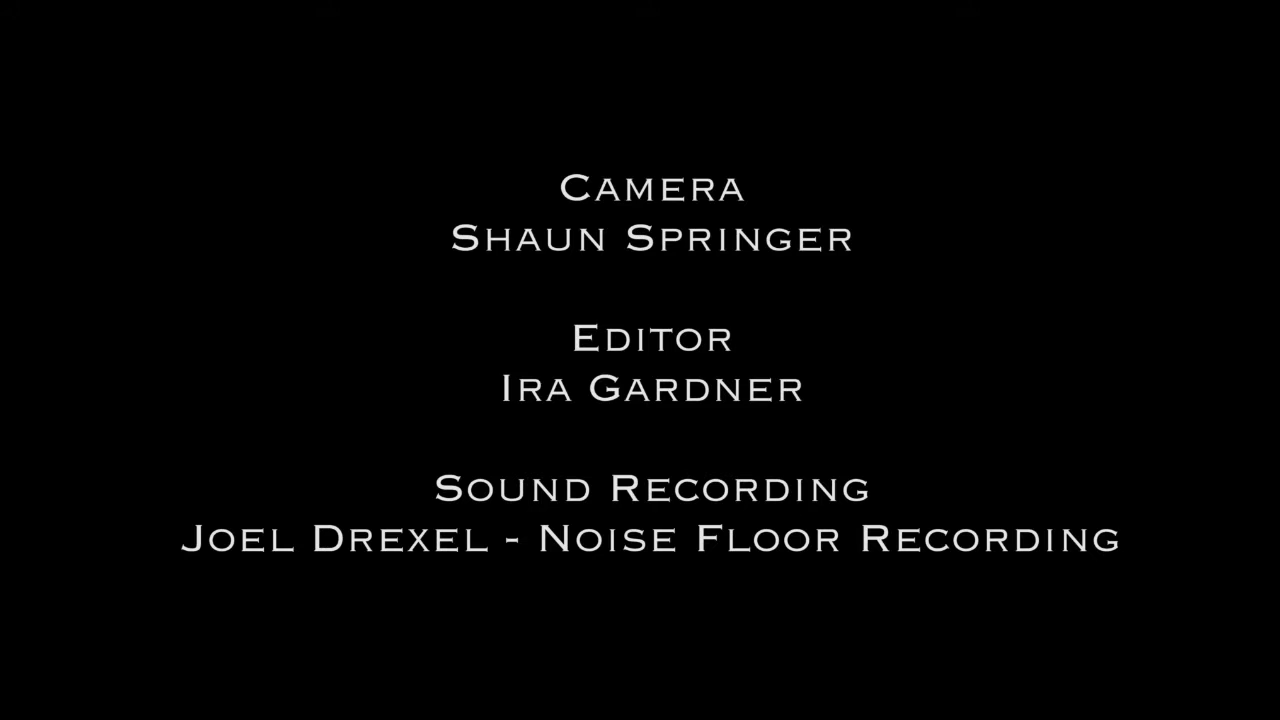 Camera
Shaun Springer
Editor
Ira Gardner
Sound Recording
Joel Drexel - Noise Floor Recording